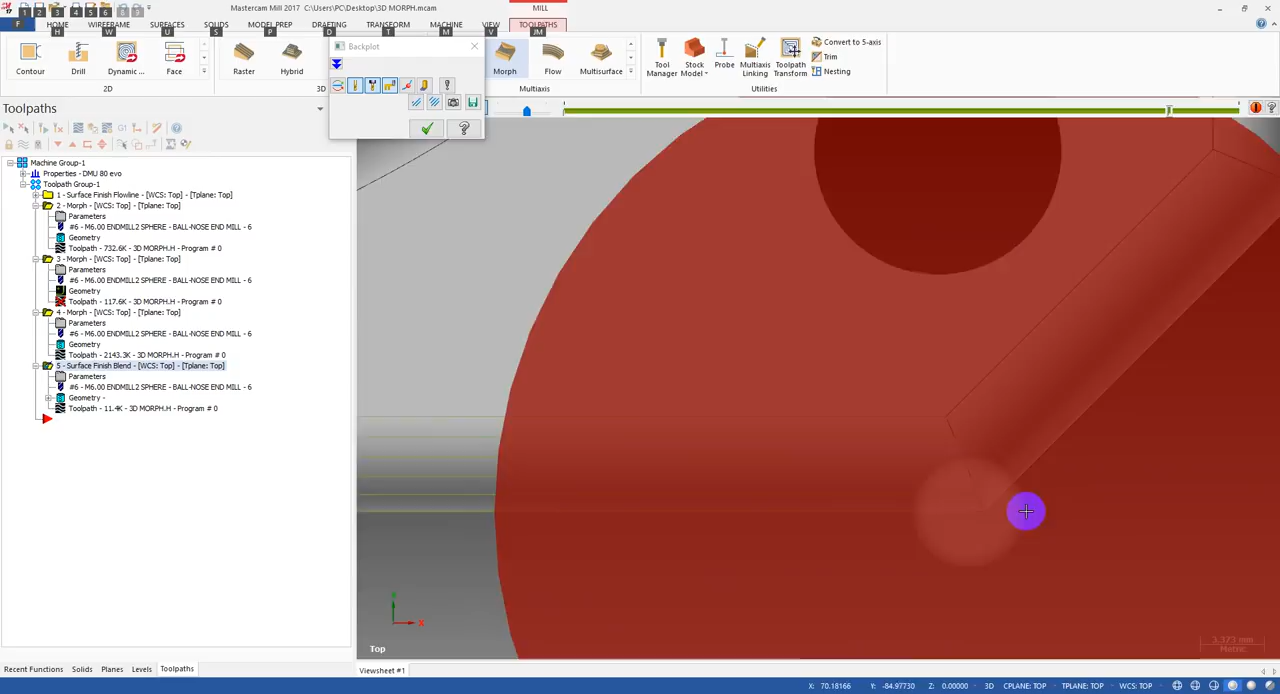 Mastercam Mill 2017 C:\Users\PC\Desktop\3D MORPH.mcam
MILL
F HOME WIREFRAME SURFACES SOLIDS MODEL PREP DRAFTING TRANSFORM MACHINE VIEW TOOLPATHS
H W U S P D T M V JM
Contour Drill Dynamic ... Face Raster Hybrid Morph Flow Multisurface
Tool Manager Stock Model Probe Multiaxis Linking Toolpath Transform
Convert to 5-axis
Trim
Nesting
2D 3D Multiaxis Utilities
Backplot
Toolpaths
Machine Group-1
Properties - DMU 80 evo
Toolpath Group-1
1 - Surface Finish Flowline - [WCS: Top] - [Tplane: Top]
2 - Morph - [WCS: Top] - [Tplane: Top]
Parameters
#6 - M6.00 ENDMILL2 SPHERE - BALL-NOSE END MILL - 6
Geometry
Toolpath - 732.6K - 3D MORPH.H - Program # 0
3 - Morph - [WCS: Top] - [Tplane: Top]
Parameters
#6 - M6.00 ENDMILL2 SPHERE - BALL-NOSE END MILL - 6
Geometry
Toolpath - 117.6K - 3D MORPH.H - Program # 0
4 - Morph - [WCS: Top] - [Tplane: Top]
Parameters
#6 - M6.00 ENDMILL2 SPHERE - BALL-NOSE END MILL - 6
Geometry
Toolpath - 2143.3K - 3D MORPH.H - Program # 0
5 - Surface Finish Blend - [WCS: Top] - [Tplane: Top]
Parameters
#6 - M6.00 ENDMILL2 SPHERE - BALL-NOSE END MILL - 6
Geometry -
Toolpath - 11.4K - 3D MORPH.H - Program # 0
X
Top
3.373 mm
Metric
Recent Functions Solids Planes Levels Toolpaths
Viewsheet #1
X: 70.18166 Y: -84.97730 Z: 0.00000 3D CPLANE: TOP TPLANE: TOP WCS: TOP